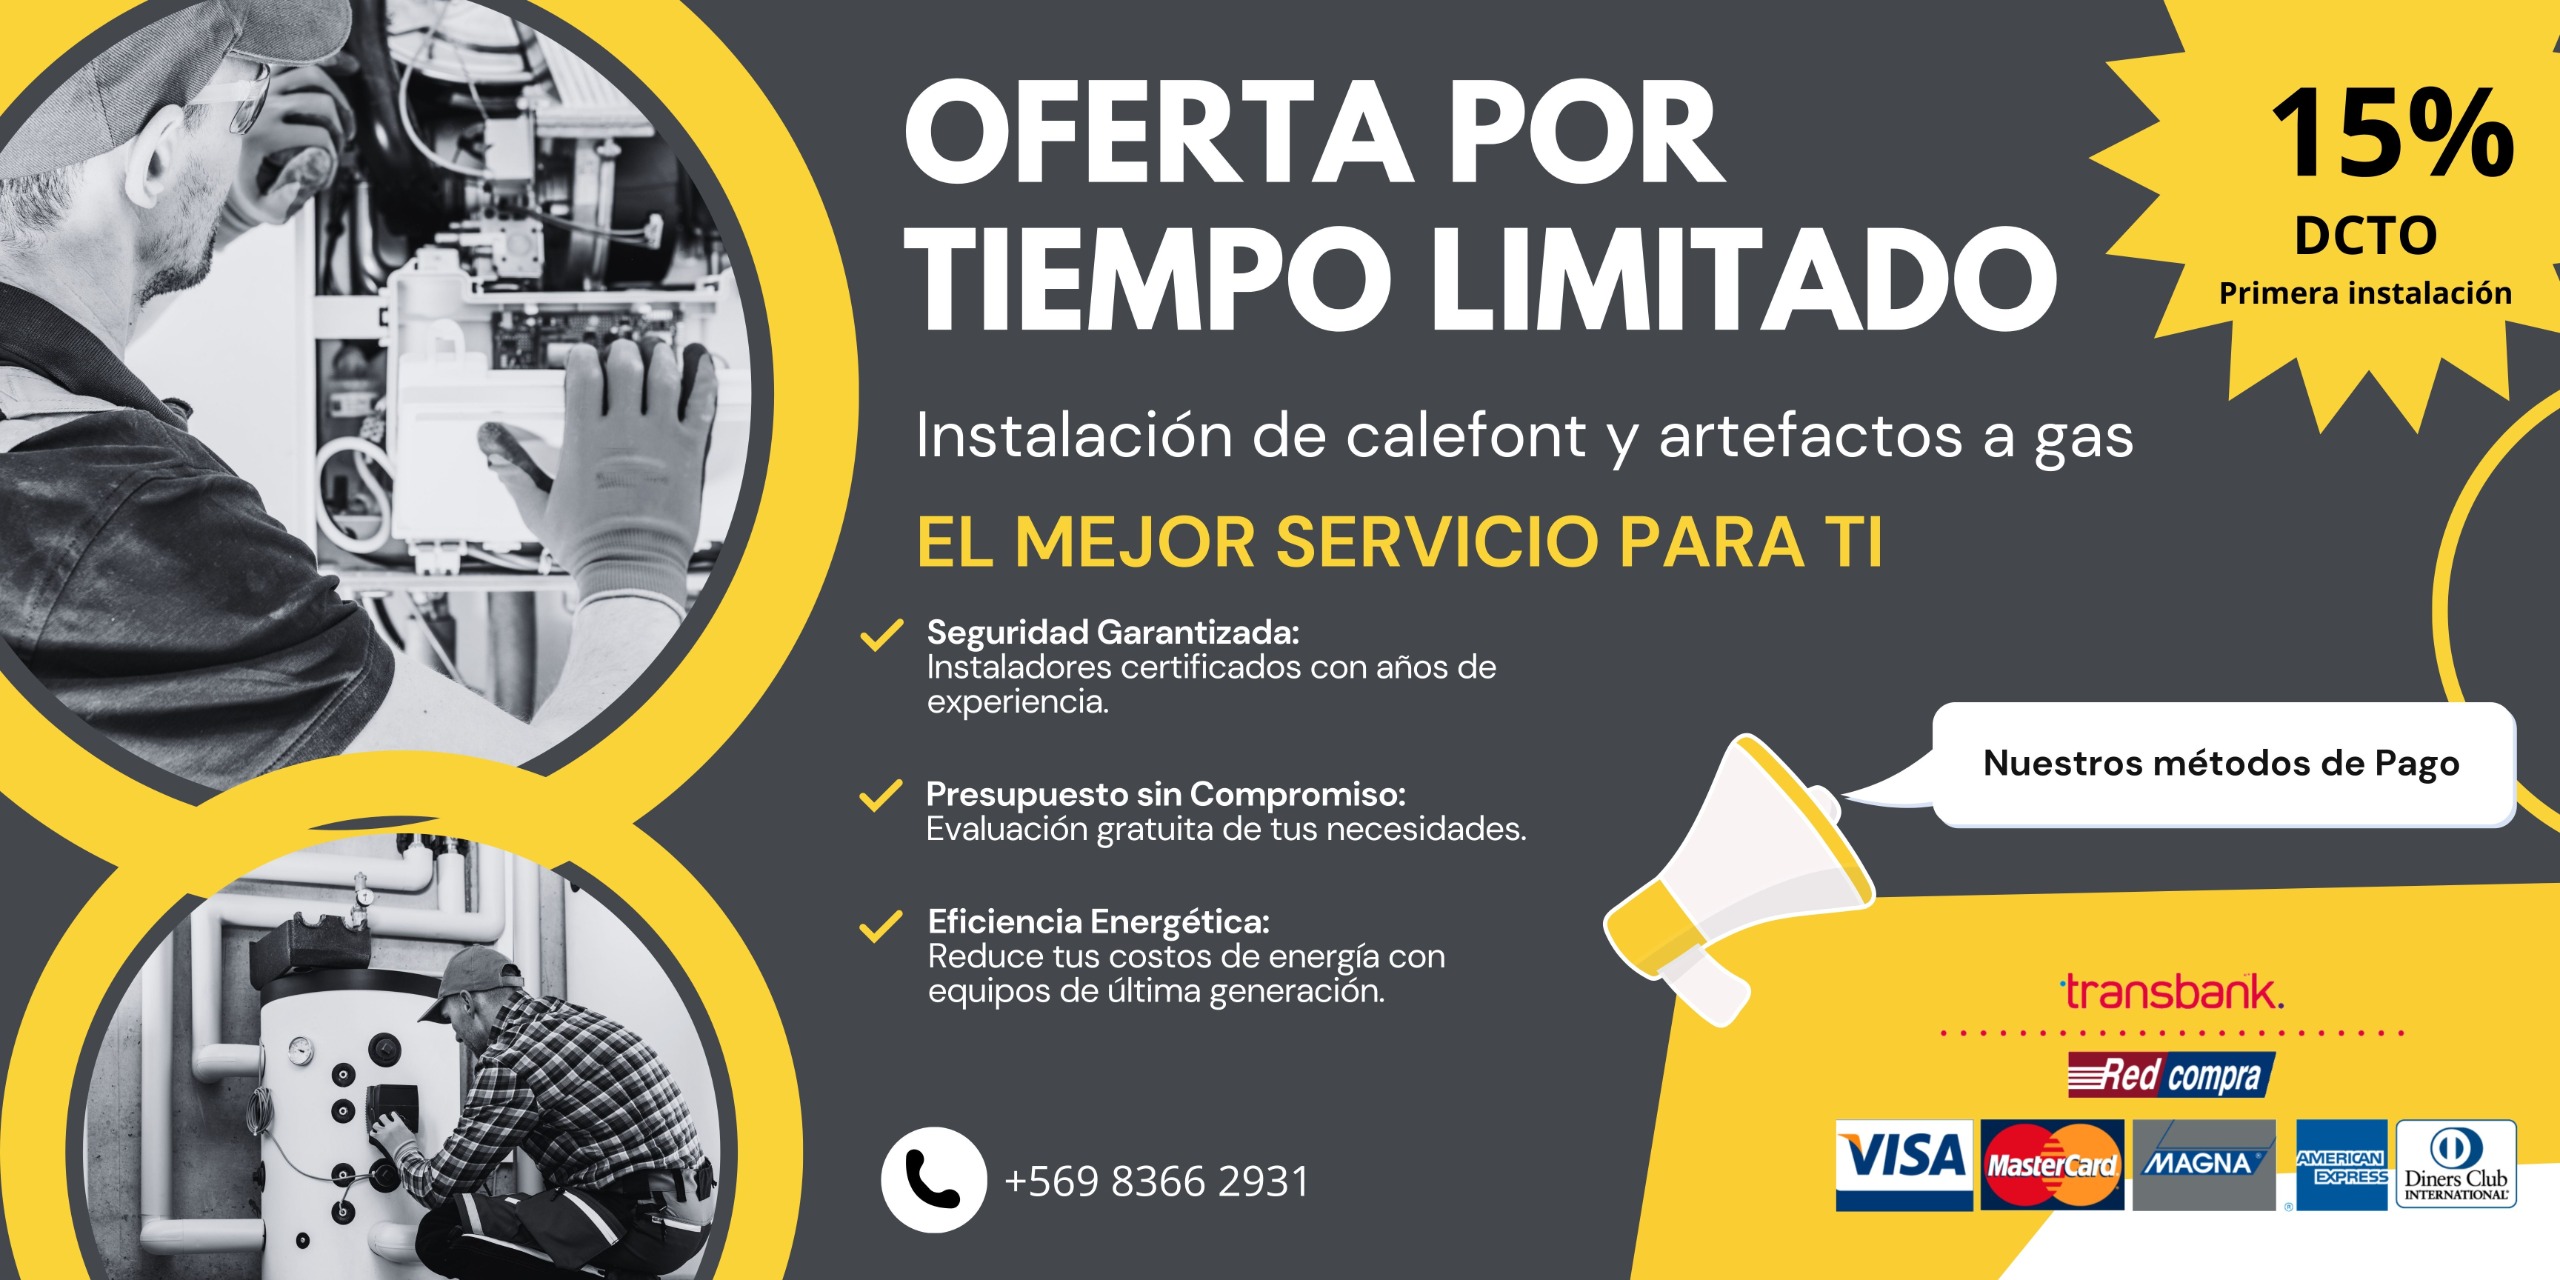 OFERTA POR
TIEMPO LIMITADO
15%
DCTO
Primera instalación
Instalación de calefont y artefactos a gas
EL MEJOR SERVICIO PARA TI
Seguridad Garantizada:
Instaladores certificados con años de
experiencia.
Presupuesto sin Compromiso:
Evaluación gratuita de tus necesidades.
Eficiencia Energética:
Reduce tus costos de energía con
equipos de última generación.
+569 8366 2931
Nuestros métodos de Pago
transbank.
Red compra
VISA
MasterCard
MAGNA
AMERICAN
EXPRESS
Diners Club
INTERNATIONAL